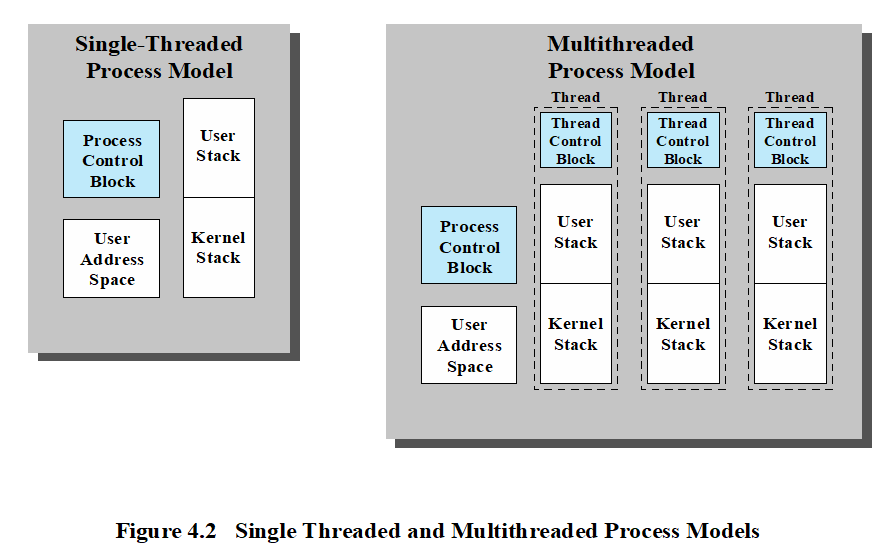 Single-Threaded
Process Model
Process
Control
Block
User
Stack
User
Address
Space
Kernel
Stack
Multithreaded
Process Model
Thread
Thread
Thread
Thread
Control
Block
Thread
Control
Block
Thread
Control
Block
Process
Control
Block
User
Stack
User
Stack
User
Stack
User
Address
Space
Kernel
Stack
Kernel
Stack
Kernel
Stack
Figure 4.2 Single Threaded and Multithreaded Process Models